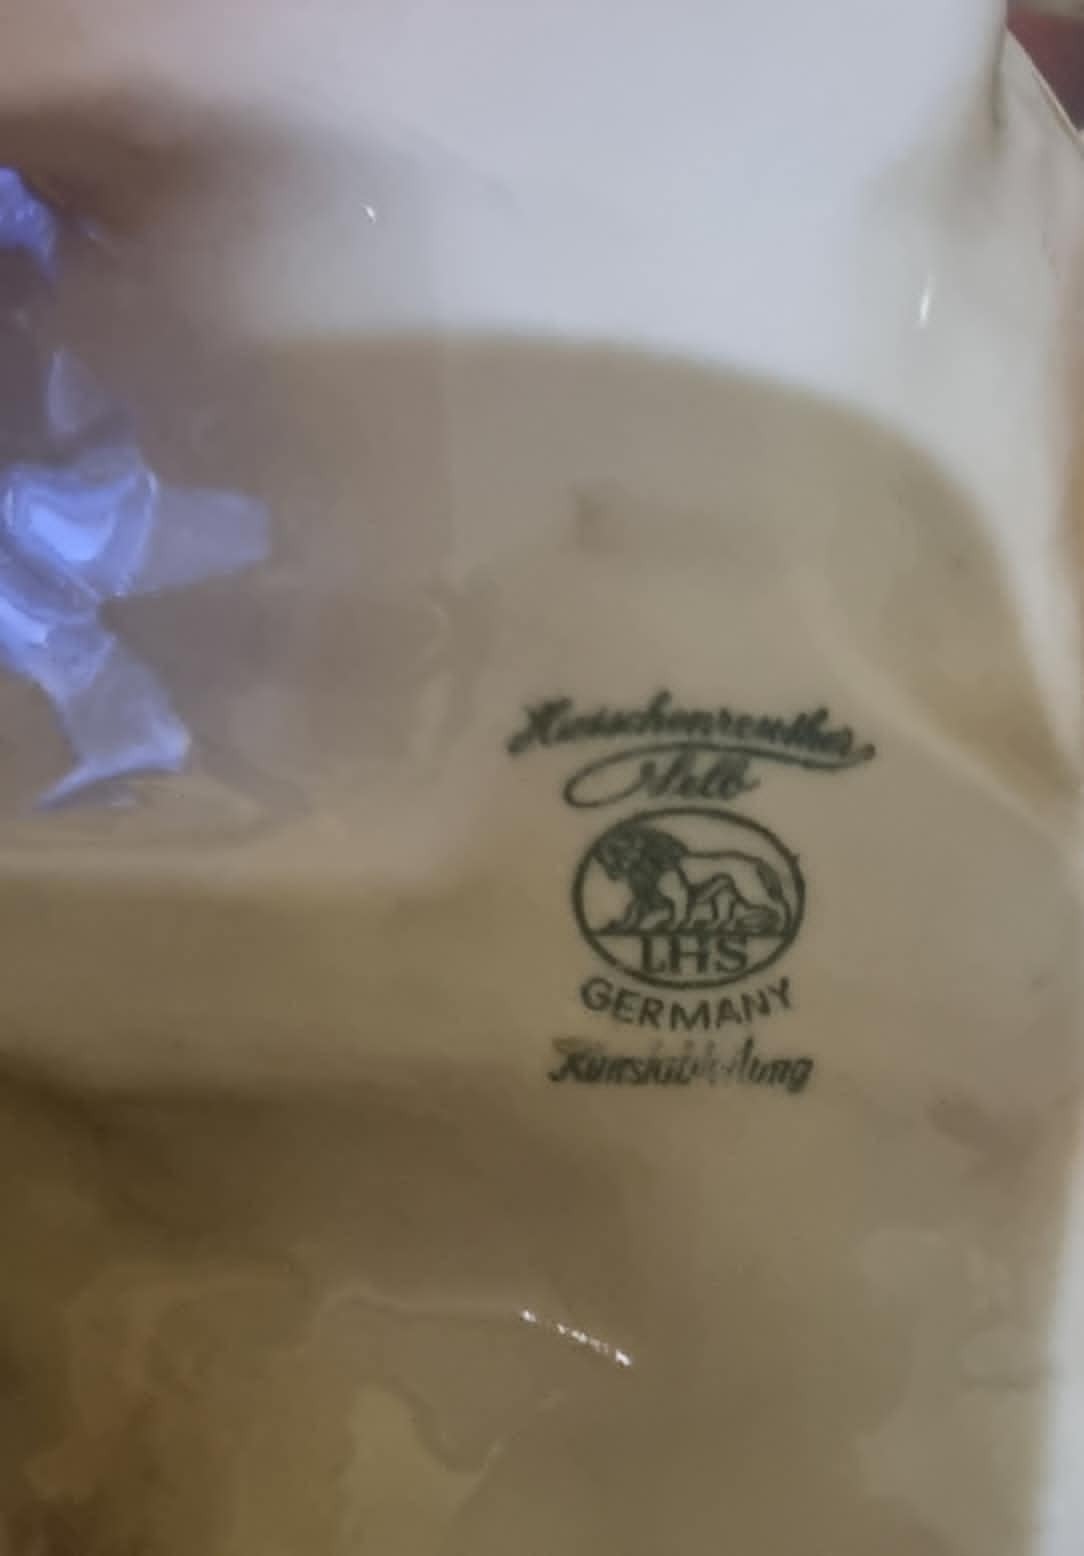 Hutschenreuther
Selb
LHS
GERMANY
Kunstabteilung